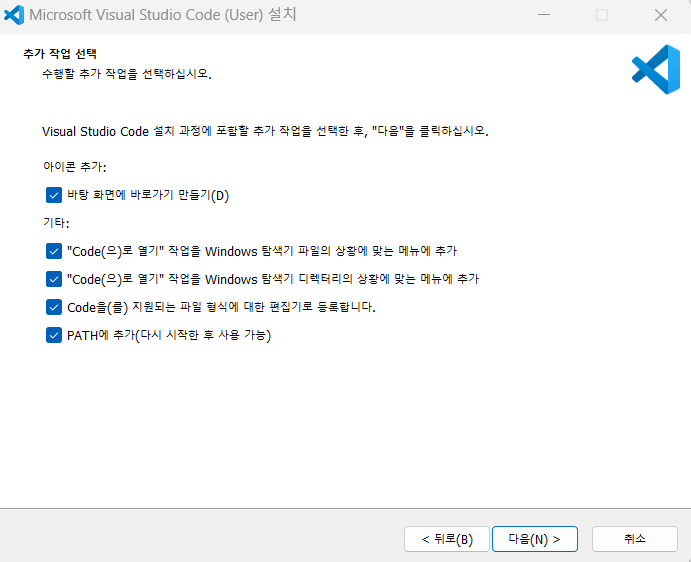 Microsoft Visual Studio Code (User) 설치
추가 작업 선택
수행할 추가 작업을 선택하십시오.
Visual Studio Code 설치 과정에 포함할 추가 작업을 선택한 후, "다음"을 클릭하십시오.
아이콘 추가:
바탕 화면에 바로가기 만들기(D)
기타:
"Code(으)로 열기" 작업을 Windows 탐색기 파일의 상황에 맞는 메뉴에 추가
"Code(으)로 열기" 작업을 Windows 탐색기 디렉터리의 상황에 맞는 메뉴에 추가
Code을(를) 지원되는 파일 형식에 대한 편집기로 등록합니다.
PATH에 추가(다시 시작한 후 사용 가능)
< 뒤로(B) 다음(N) > 취소